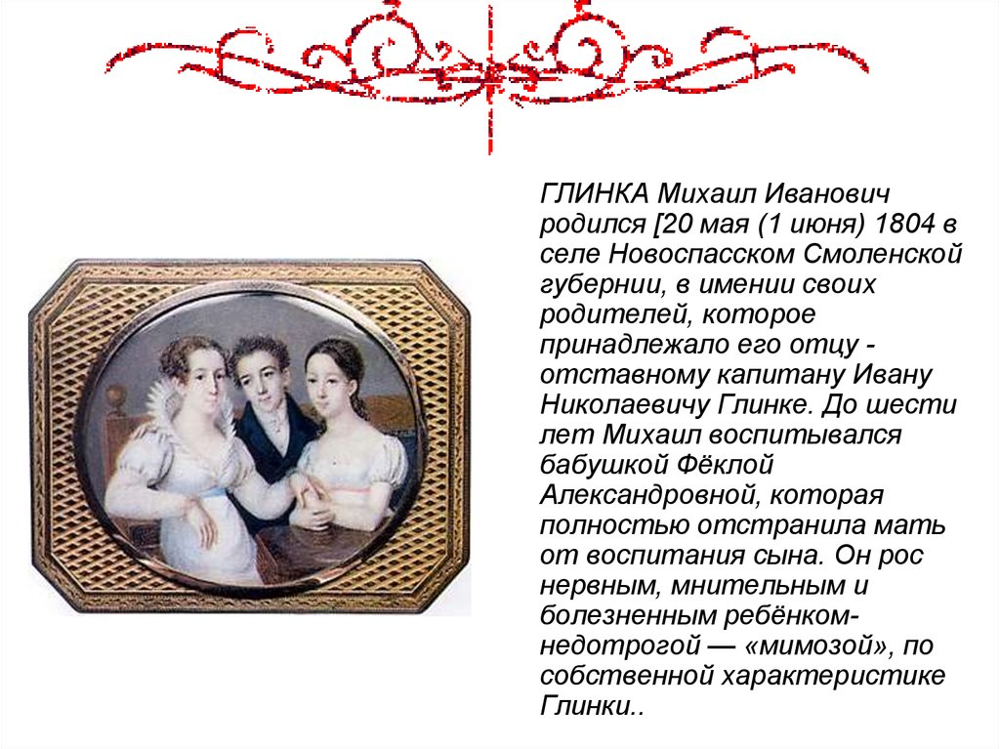 ГЛИНКА Михаил Иванович
родился [20 мая (1 июня) 1804 в
селе Новоспасском Смоленской
губернии, в имении своих
родителей, которое
принадлежало его отцу -
отставному капитану Ивану
Николаевичу Глинке. До шести
лет Михаил воспитывался
бабушкой Фёклой
Александровной, которая
полностью отстранила мать
от воспитания сына. Он рос
нервным, мнительным и
болезненным ребёнком-
недотрогой — «мимозой», по
собственной характеристике
Глинки..